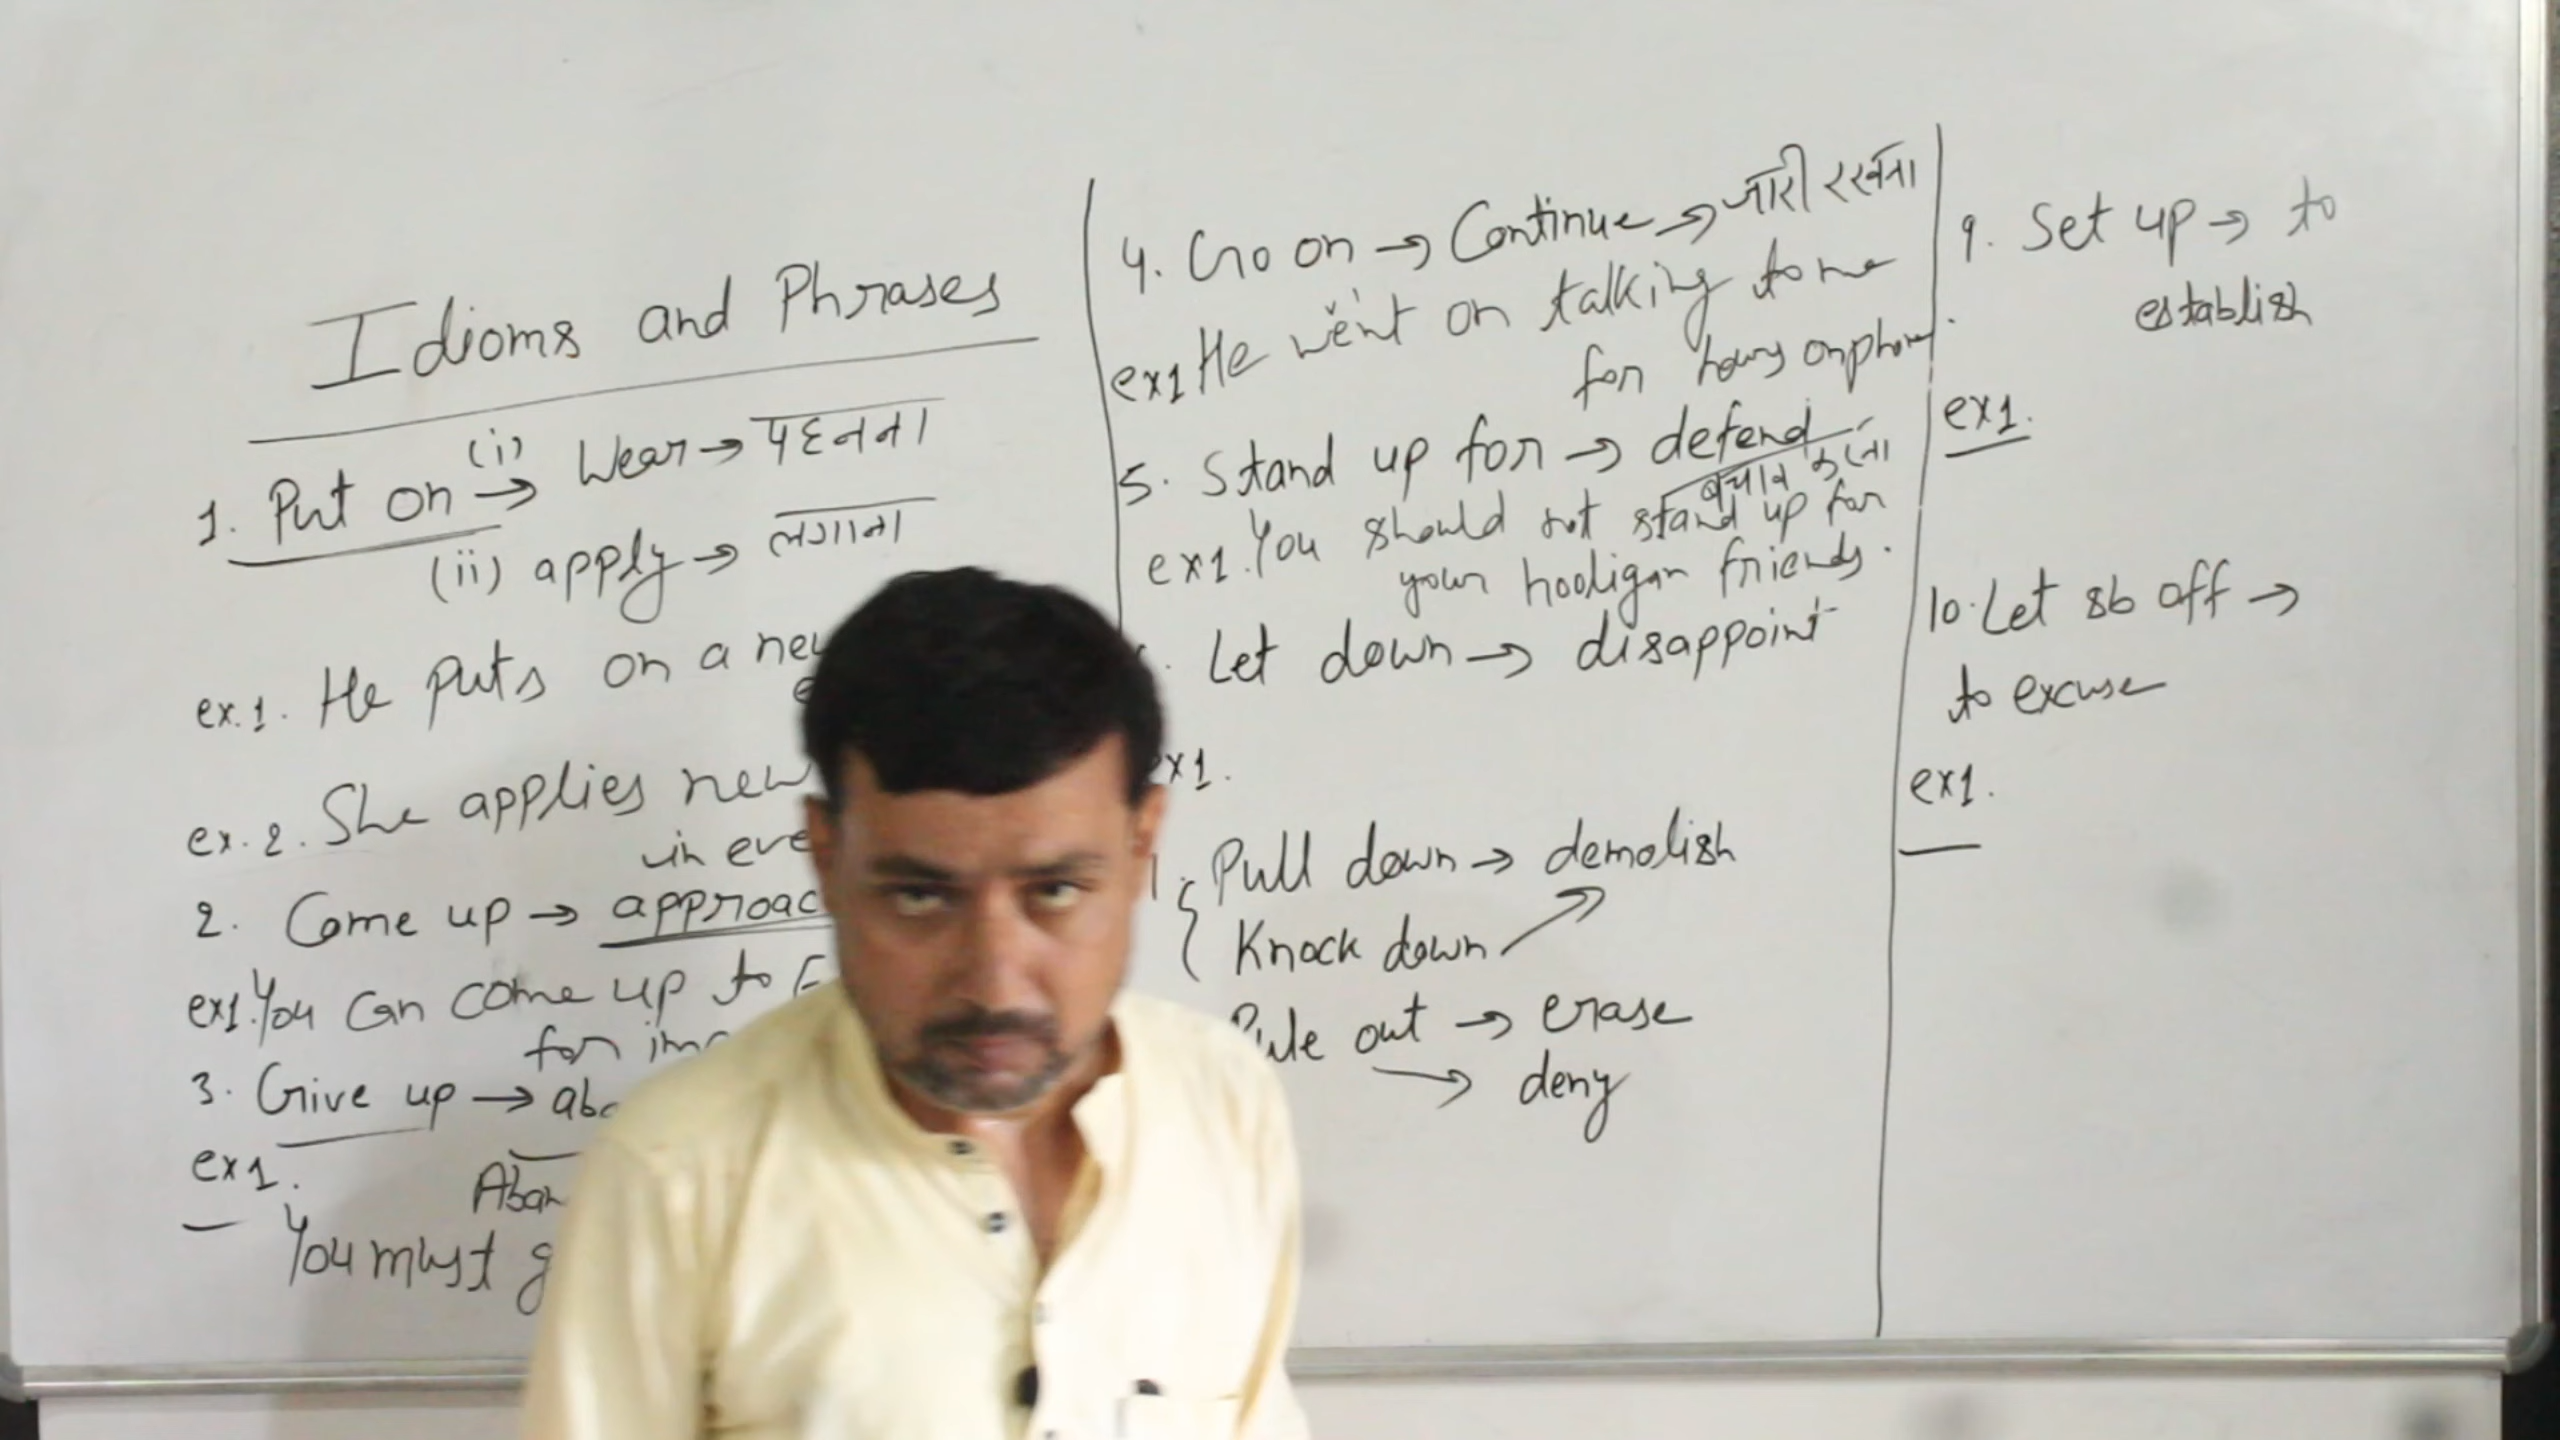 Idioms and Phrases
1. Put on → (i) Wear → पहनना
(ii) apply → लगाना
ex.1. He puts on a new
ex.2. She applies new
in eve
2. Come up → approac
ex1. You can come up to E
for im
3. Give up → aba
ex1.
Aban
You must g
4. Go on → Continue → जारी रखना
ex1 He went on talking to me
for hours on phone.
5. Stand up for → defend
बचाव करना
ex1. You should not stand up for
your hooligan friends.
Let down → disappoint
ex1.
Pull down → demolish
Knock down
Rule out → erase
→ deny
9. Set up → to
establish
ex1.
10. Let sb off →
to excuse
ex1.